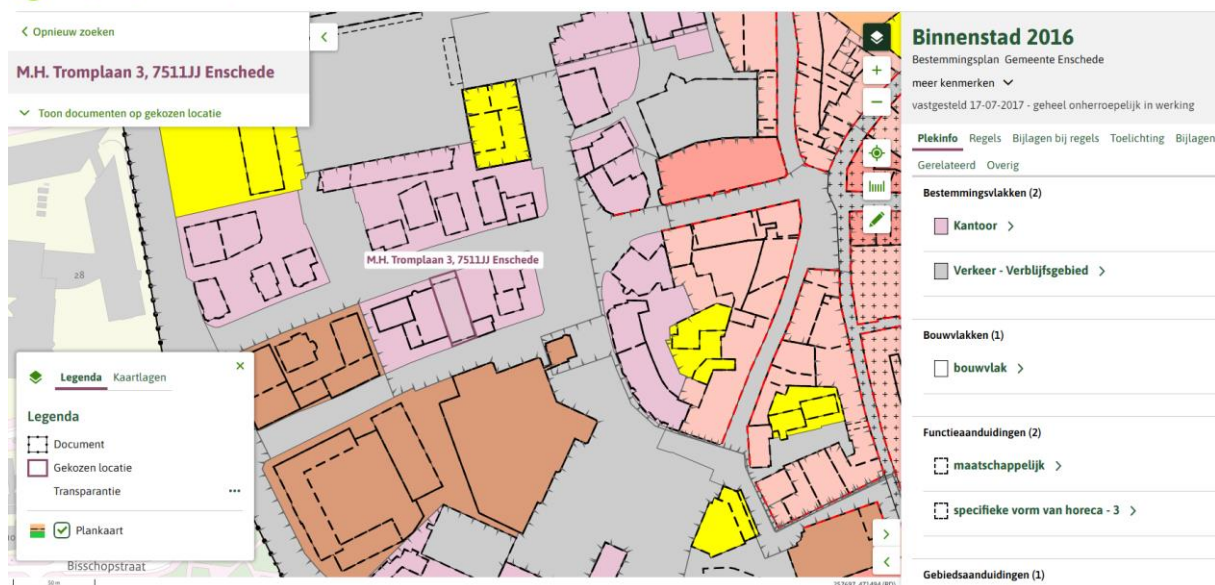 Opnieuw zoeken
M.H. Tromplaan 3, 7511JJ Enschede
Toon documenten op gekozen locatie
28
M.H. Tromplaan 3, 7511JJ Enschede
Legenda Kaartlagen
Legenda
Document
Gekozen locatie
Transparantie
Plankaart
Bisschopstraat
50 m
Binnenstad 2016
Bestemmingsplan Gemeente Enschede
meer kenmerken
vastgesteld 17-07-2017 - geheel onherroepelijk in werking
Plekinfo Regels Bijlagen bij regels Toelichting Bijlagen
Gerelateerd Overig
Bestemmingsvlakken (2)
Kantoor
Verkeer - Verblijfsgebied
Bouwvlakken (1)
bouwvlak
Functieaanduidingen (2)
maatschappelijk
specifieke vorm van horeca - 3
Gebiedsaanduidingen (1)